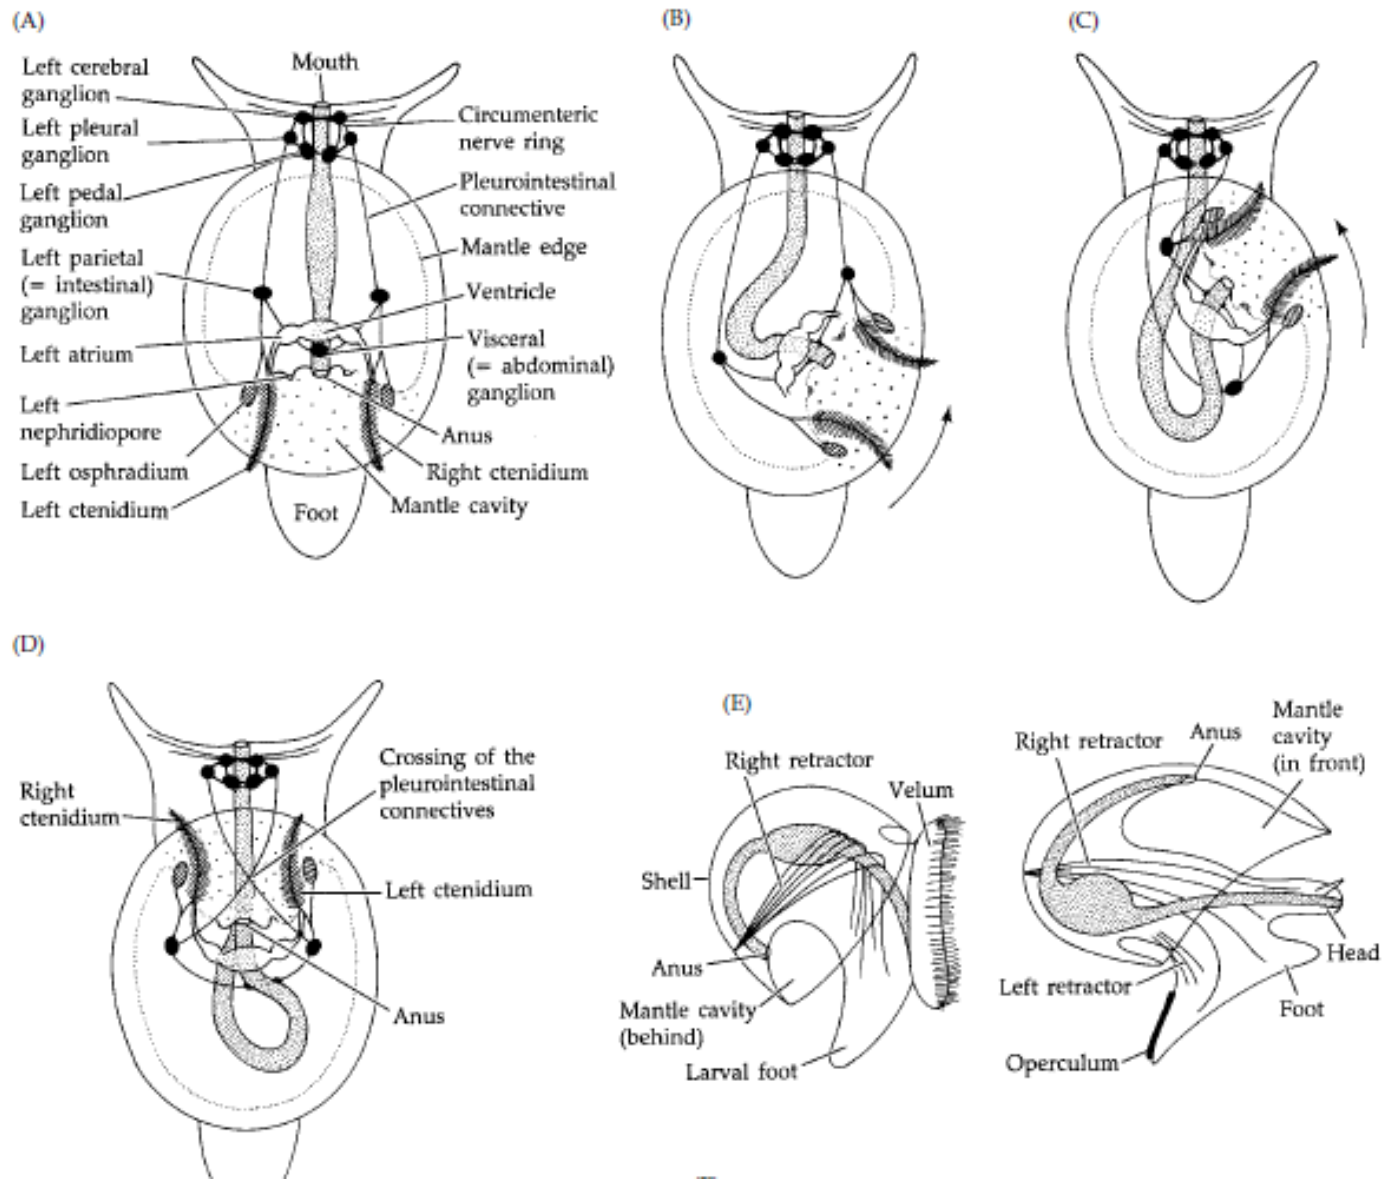 (A)
Left cerebral
ganglion
Left pleural
ganglion
Left pedal
ganglion
Left parietal
(= intestinal)
ganglion
Left atrium
Left
nephridiopore
Left osphradium
Left ctenidium
Mouth
Circumenteric
nerve ring
Pleurointestinal
connective
Mantle edge
Ventricle
Visceral
(= abdominal)
ganglion
Anus
Right ctenidium
Mantle cavity
Foot
(B)
(C)
(D)
Right
ctenidium
Crossing of the
pleurointestinal
connectives
Left ctenidium
Anus
(E)
Right retractor
Velum
Shell
Anus
Mantle cavity
(behind)
Larval foot
Right retractor
Anus
Mantle
cavity
(in front)
Head
Left retractor
Foot
Operculum